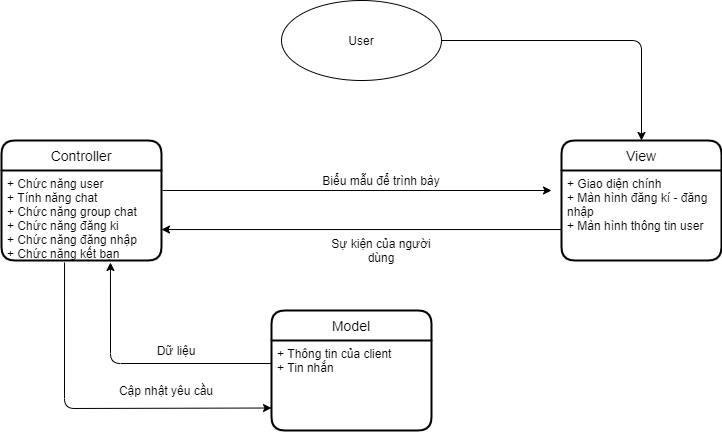 User
Controller
+ Chức năng user
+ Tính năng chat
+ Chức năng group chat
+ Chức năng đăng kí
+ Chức năng đăng nhập
+ Chức năng kết bạn
Biểu mẫu để trình bày
Sự kiện của người
dùng
View
+ Giao diện chính
+ Màn hình đăng kí - đăng
nhập
+ Màn hình thông tin user
Model
+ Thông tin của client
+ Tin nhắn
Dữ liệu
Cập nhật yêu cầu